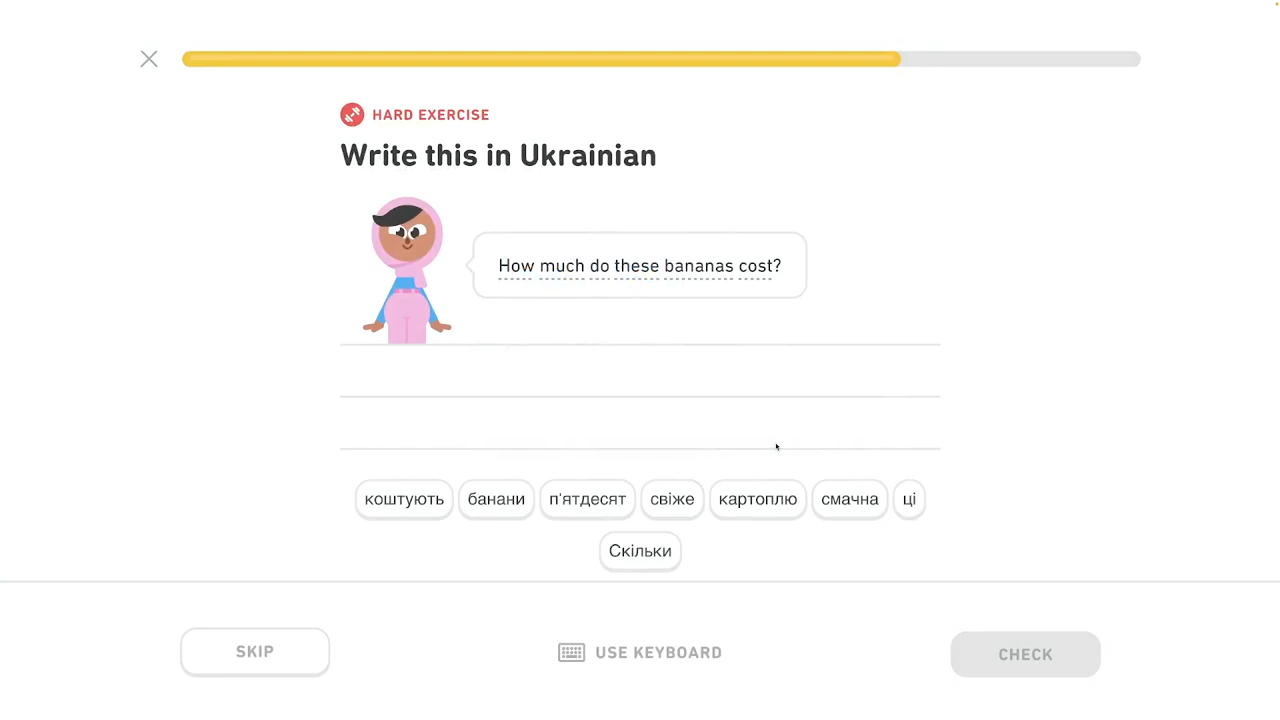 HARD EXERCISE
Write this in Ukrainian
How much do these bananas cost?
коштують банани п'ятдесят свіже картоплю смачна ці
Скільки
SKIP USE KEYBOARD CHECK